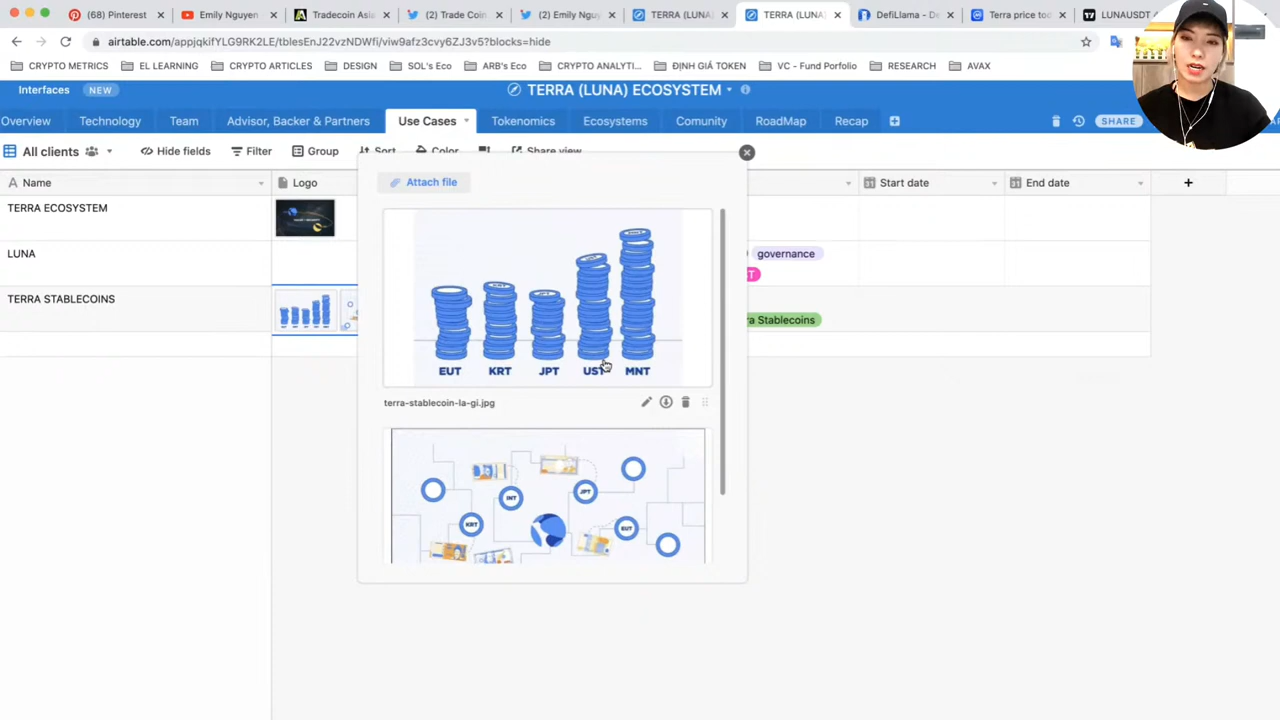 (68) Pinterest
Emily Nguyen
Tradecoin Asia
(2) Trade Coin
(2) Emily Nguy
TERRA (LUNA)
TERRA (LUNA)
DefiLlama - De
Terra price tod
LUNAUSDT
airtable.com/appjqkifYLG9RK2LE/tblesEnJ22vzNDWfi/viw9afz3cvy6ZJ3v5?blocks=hide
CRYPTO METRICS
EL LEARNING
CRYPTO ARTICLES
DESIGN
SOL's Eco
ARB's Eco
CRYPTO ANALYTI...
ĐỊNH GIÁ TOKEN
VC - Fund Porfolio
RESEARCH
AVAX
Interfaces
NEW
TERRA (LUNA) ECOSYSTEM
Overview
Technology
Team
Advisor, Backer & Partners
Use Cases
Tokenomics
Ecosystems
Comunity
RoadMap
Recap
SHARE
All clients
Hide fields
Filter
Group
Sort
Color
Share view
Name
Logo
Start date
End date
Attach file
TERRA ECOSYSTEM
LUNA
governance
TERRA STABLECOINS
ra Stablecoins
EUT KRT JPT UST MNT
terra-stablecoin-la-gi.jpg
INT
JPT
KRT
EUT